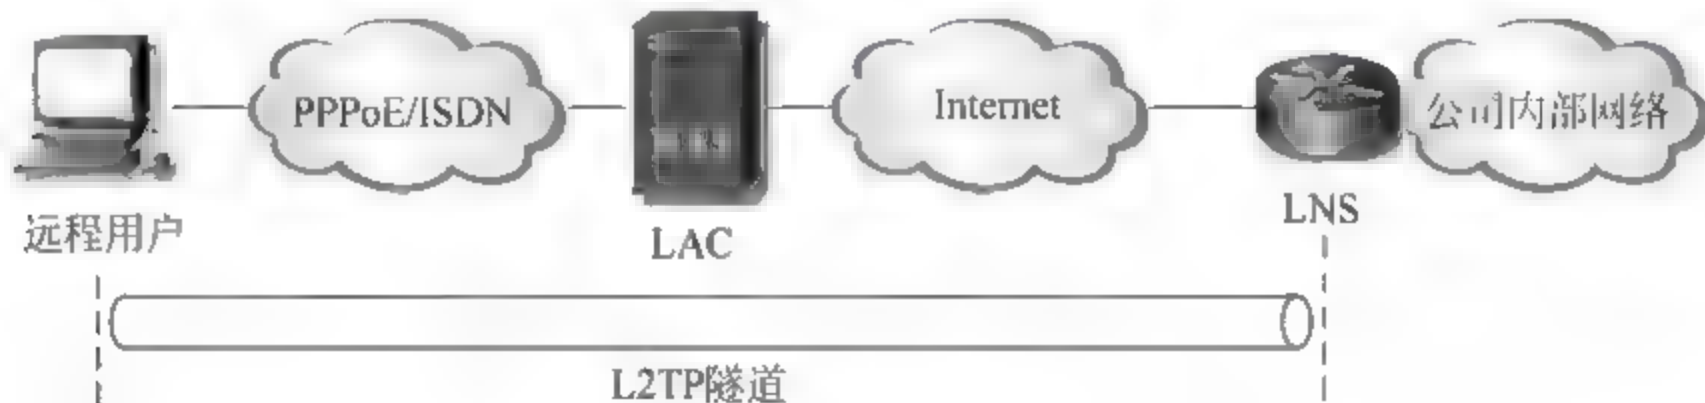 PPPoE/ISDN
Internet
公司内部网络
远程用户
LAC
LNS
L2TP隧道